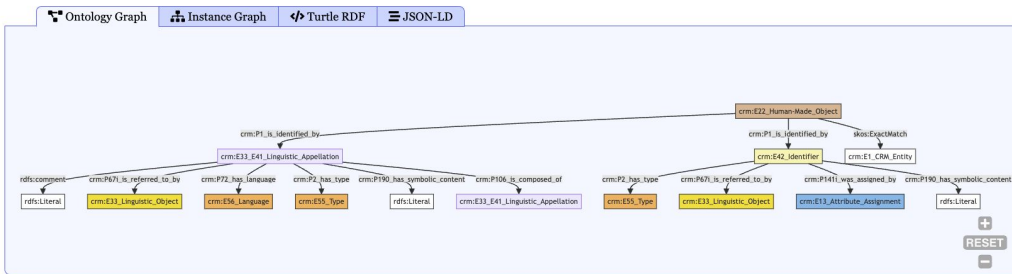 Ontology Graph Instance Graph Turtle RDF JSON-LD
crm:E22_Human-Made_Object
crm:P1_is_identified_by crm:P1_is_identified_by skos:ExactMatch
crm:E33_E41_Linguistic_Appellation crm:E42_Identifier crm:E1_CRM_Entity
rdfs:comment crm:P67i_is_referred_to_by crm:P72_has_language crm:P2_has_type crm:P190_has_symbolic_content crm:P106_is_composed_of crm:P2_has_type crm:P67i_is_referred_to_by crm:P141i_was_assigned_by crm:P190_has_symbolic_content
rdfs:Literal crm:E33_Linguistic_Object crm:E56_Language crm:E55_Type rdfs:Literal crm:E33_E41_Linguistic_Appellation crm:E55_Type crm:E33_Linguistic_Object crm:E13_Attribute_Assignment rdfs:Literal
RESET